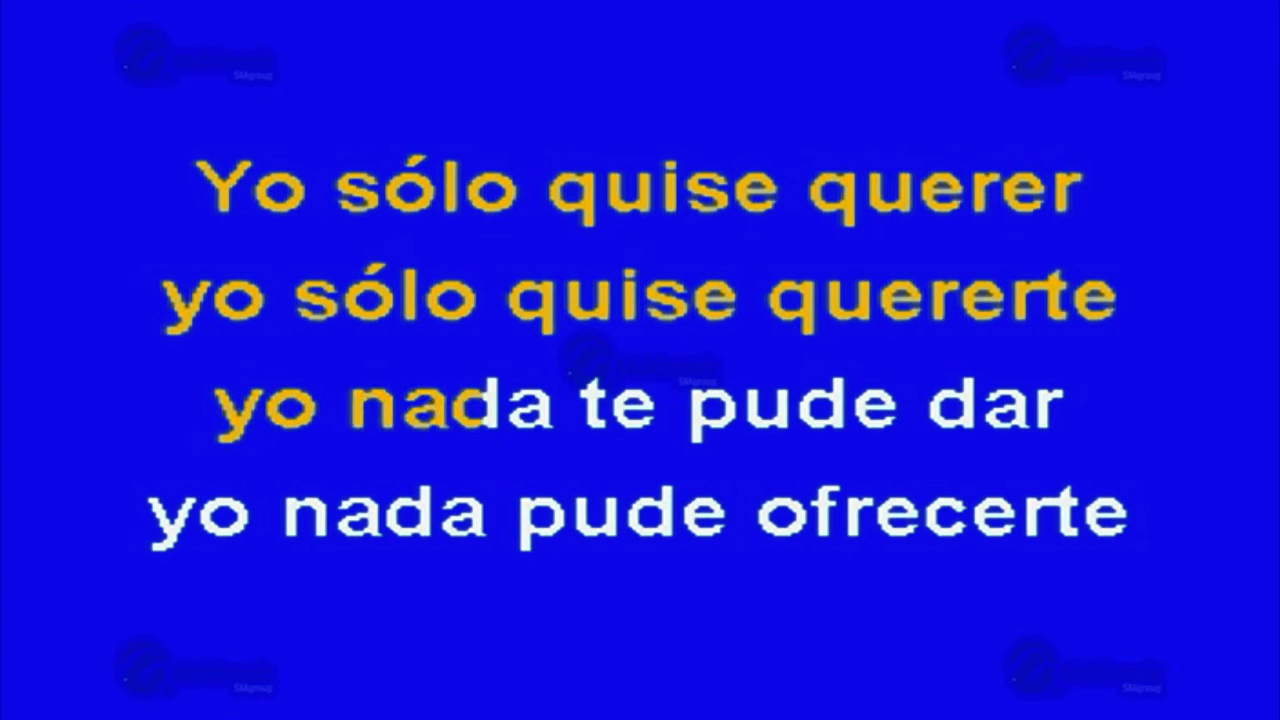 Yo sólo quise querer
yo sólo quise quererte
yo nada te pude dar
yo nada pude ofrecerte